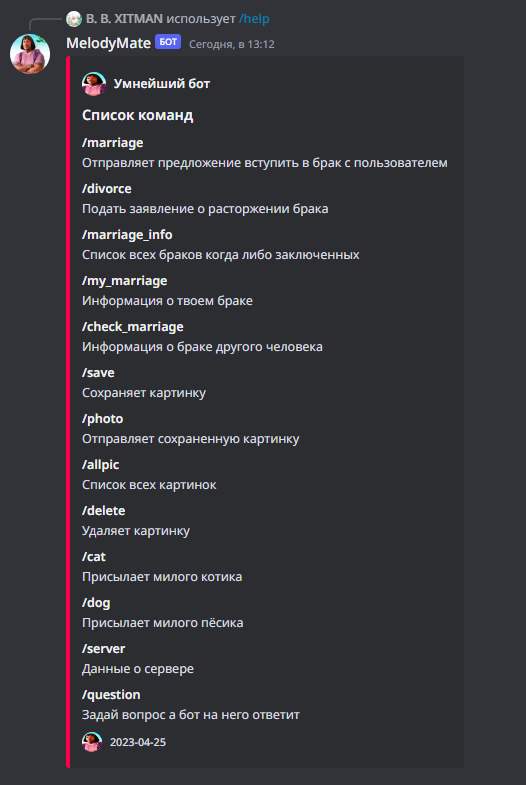 B. B. XITMAN использует /help
MelodyMate БОТ Сегодня, в 13:12
Умнейший бот
Список команд
/marriage
Отправляет предложение вступить в брак с пользователем
/divorce
Подать заявление о расторжении брака
/marriage_info
Список всех браков когда либо заключенных
/my_marriage
Информация о твоем браке
/check_marriage
Информация о браке другого человека
/save
Сохраняет картинку
/photo
Отправляет сохраненную картинку
/allpic
Список всех картинок
/delete
Удаляет картинку
/cat
Присылает милого котика
/dog
Присылает милого пёсика
/server
Данные о сервере
/question
Задай вопрос а бот на него ответит
2023-04-25